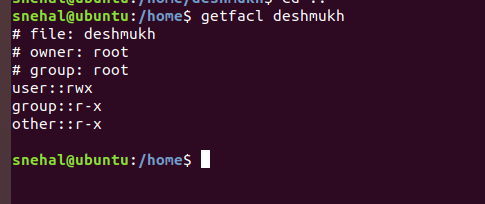 snehal@ubuntu:/home$ getfacl deshmukh
# file: deshmukh
# owner: root
# group: root
user::rwx
group::r-x
other::r-x
snehal@ubuntu:/home$